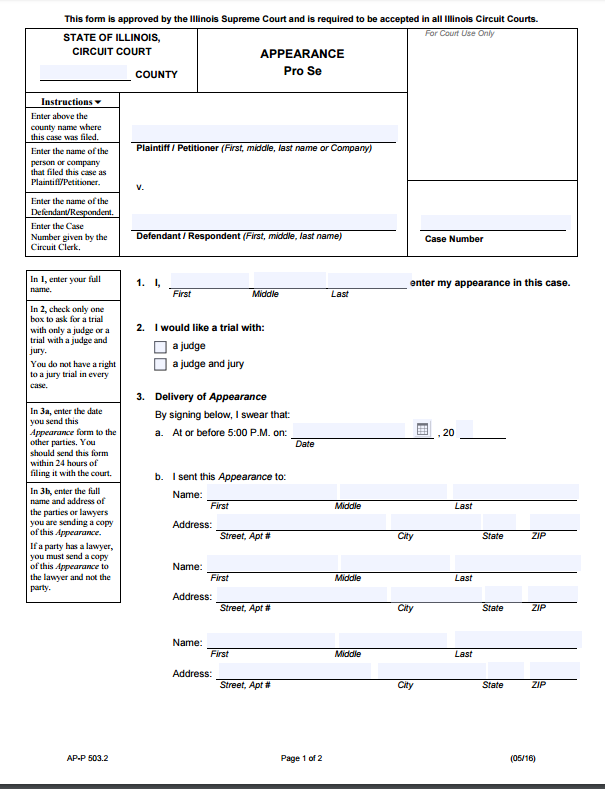 This form is approved by the Illinois Supreme Court and is required to be accepted in all Illinois Circuit Courts.
STATE OF ILLINOIS,
CIRCUIT COURT
COUNTY
APPEARANCE
Pro Se
For Court Use Only
Instructions ▾
Enter above the
county name where
this case was filed.
Enter the name of the
person or company
that filed this case as
Plaintiff/Petitioner.
Enter the name of the
Defendant/Respondent.
Enter the Case
Number given by the
Circuit Clerk.
Plaintiff / Petitioner (First, middle, last name or Company)
v.
Defendant / Respondent (First, middle, last name)
Case Number
In 1, enter your full
name.
In 2, check only one
box to ask for a trial
with only a judge or a
trial with a judge and
jury.
You do not have a right
to a jury trial in every
case.
In 3a, enter the date
you send this
Appearance form to the
other parties. You
should send this form
within 24 hours of
filing it with the court.
In 3b, enter the full
name and address of
the parties or lawyers
you are sending a copy
of this Appearance.
If a party has a lawyer,
you must send a copy
of this Appearance to
the lawyer and not the
party.
1. I, enter my appearance in this case.
First Middle Last
2. I would like a trial with:
a judge
a judge and jury
3. Delivery of Appearance
By signing below, I swear that:
a. At or before 5:00 P.M. on: , 20
Date
b. I sent this Appearance to:
Name:
First Middle Last
Address:
Street, Apt # City State ZIP
Name:
First Middle Last
Address:
Street, Apt # City State ZIP
Name:
First Middle Last
Address:
Street, Apt # City State ZIP
AP-P 503.2 Page 1 of 2 (05/16)